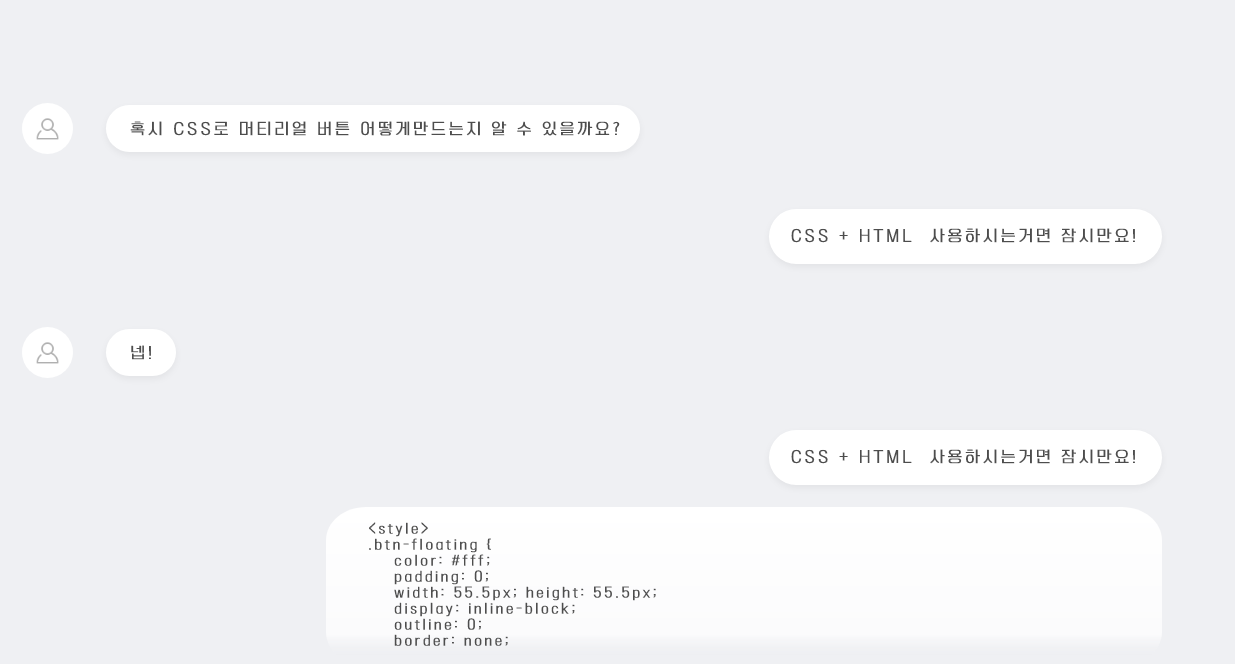 혹시 CSS로 머티리얼 버튼 어떻게만드는지 알 수 있을까요?
CSS + HTML 사용하시는거면 잠시만요!
넵!
CSS + HTML 사용하시는거면 잠시만요!
<style>
.btn-floating {
color: #fff;
padding: 0;
width: 55.5px; height: 55.5px;
display: inline-block;
outline: 0;
border: none;